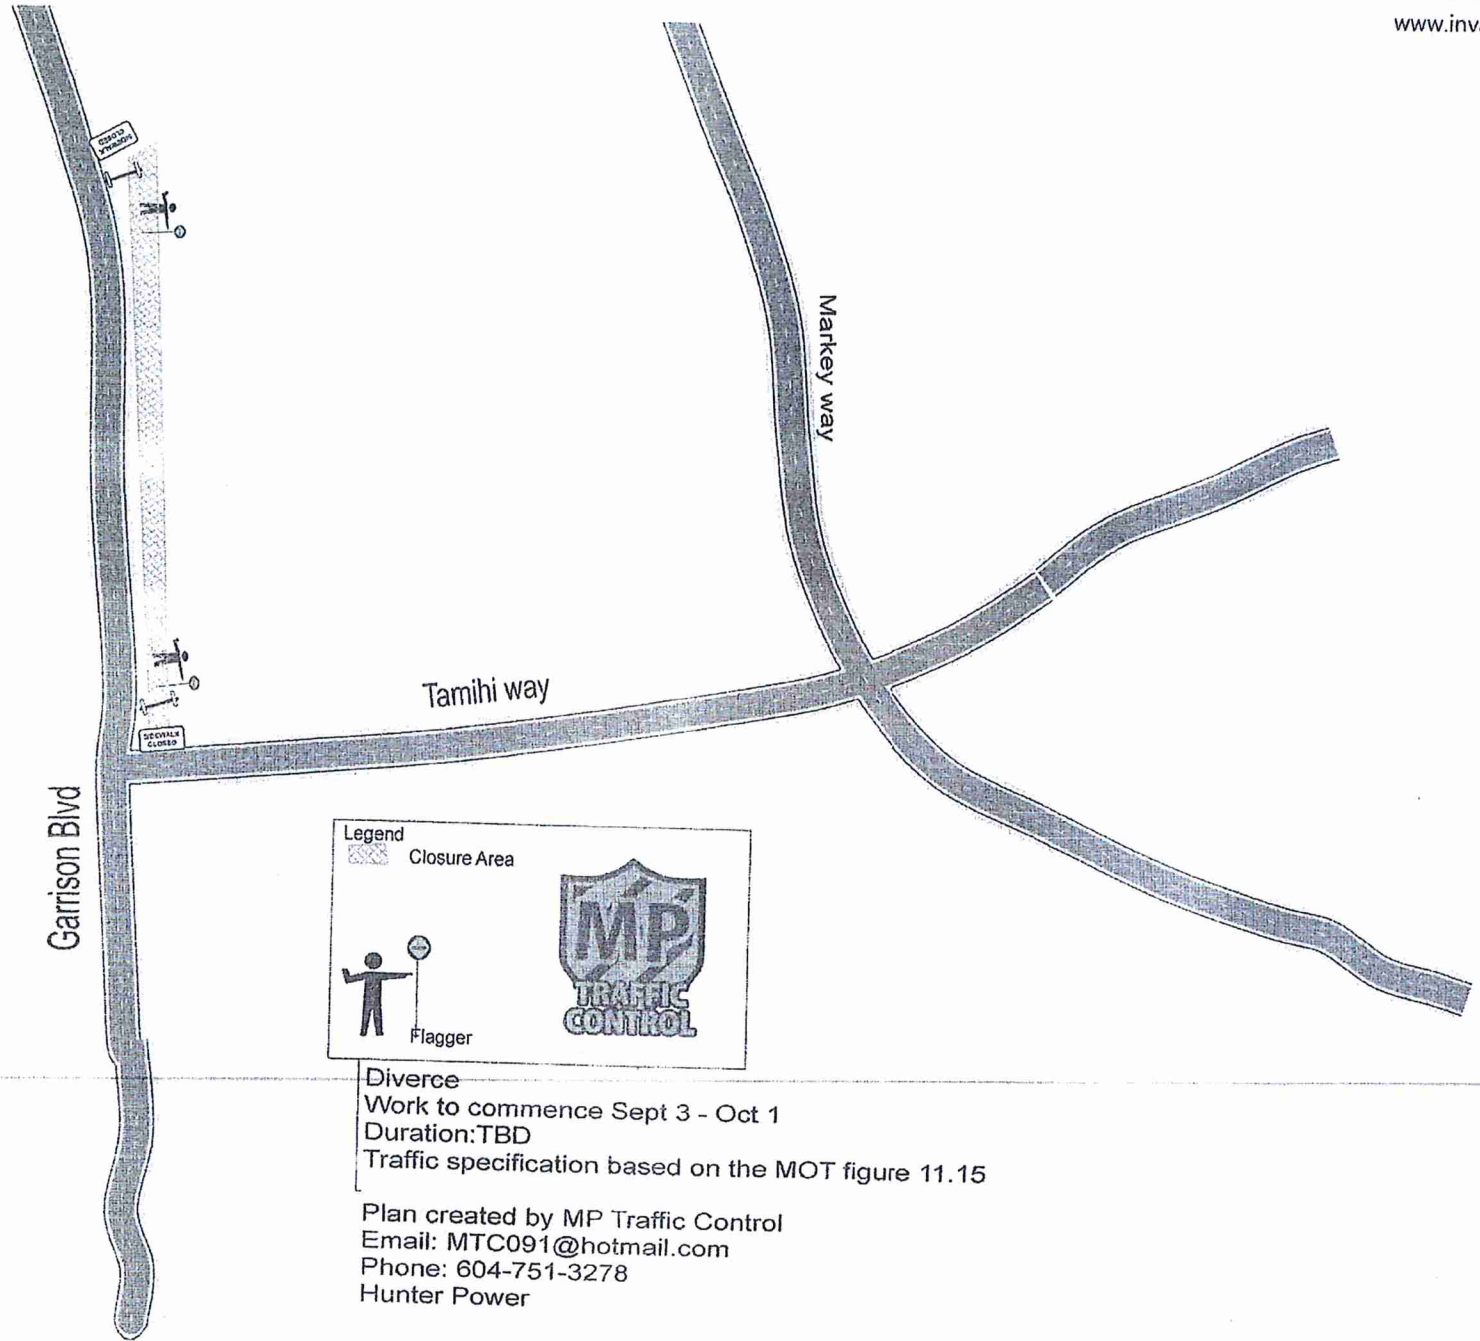 www.inv
SIDEWALK
CLOSED
Markey way
Tamihi way
SIDEWALK
CLOSED
Garrison Blvd
Legend
Closure Area
MP
TRAFFIC
CONTROL
Flagger
Diverce
Work to commence Sept 3 - Oct 1
Duration:TBD
Traffic specification based on the MOT figure 11.15
Plan created by MP Traffic Control
Email: MTC091@hotmail.com
Phone: 604-751-3278
Hunter Power